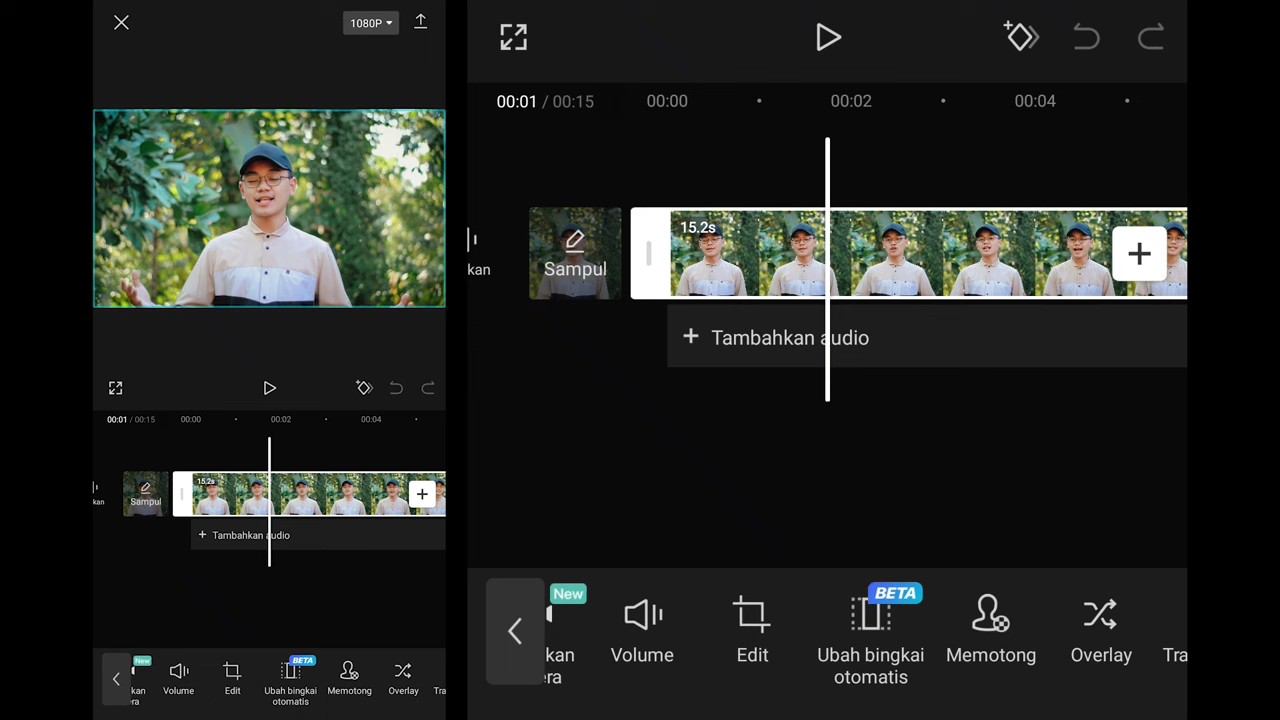 1080P
00:01 / 00:15
00:00
00:02
00:04
15.2s
kan
Sampul
+ Tambahkan audio
New
BETA
kan
era
Volume
Edit
Ubah bingkai
otomatis
Memotong
Overlay
Tra
00:01 / 00:15
00:00
00:02
00:04
15.2s
kan
Sampul
+ Tambahkan audio
New
BETA
kan
era
Volume
Edit
Ubah bingkai
otomatis
Memotong
Overlay
Tra